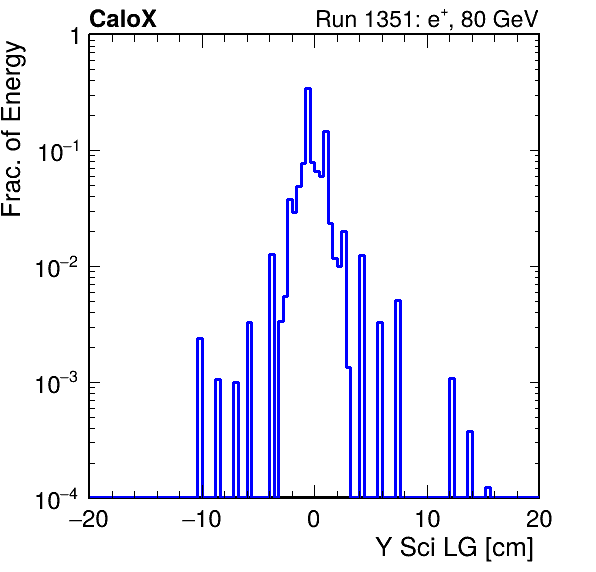 CaloX Run 1351: e⁺, 80 GeV
Frac. of Energy
1
10⁻¹
10⁻²
10⁻³
10⁻⁴
−20 −10 0 10 20
Y Sci LG [cm]